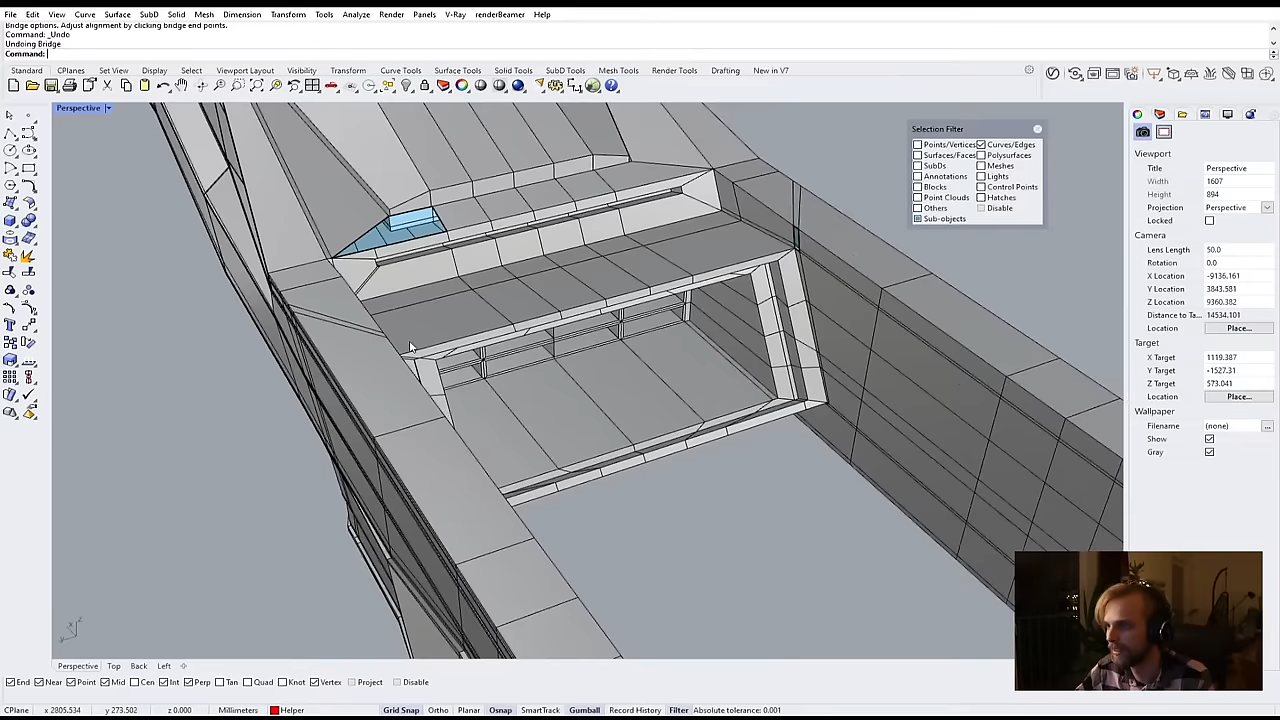 File Edit View Curve Surface SubD Solid Mesh Dimension Transform Tools Analyze Render Panels V-Ray renderBeamer Help
Bridge options. Adjust alignment by clicking bridge end points.
Command: _Undo
Undoing Bridge
Command:
Standard CPlanes Set View Display Select Viewport Layout Visibility Transform Curve Tools Surface Tools Solid Tools SubD Tools Mesh Tools Render Tools Drafting New in V7
Perspective
Selection Filter
Points/Vertices Curves/Edges
Surfaces/Faces Polysurfaces
SubDs Meshes
Annotations Lights
Blocks Control Points
Point Clouds Hatches
Others Disable
Sub-objects
Viewport
Title Perspective
Width 1607
Height 894
Projection Perspective
Locked
Camera
Lens Length 50.0
Rotation 0.0
X Location -9136.161
Y Location 3843.581
Z Location 9360.382
Distance to Ta... 14534.101
Location Place...
Target
X Target 1119.387
Y Target -1527.31
Z Target 573.041
Location Place...
Wallpaper
Filename (none) ...
Show
Gray
z
x
y
Perspective Top Back Left
End Near Point Mid Cen Int Perp Tan Quad Knot Vertex Project Disable
CPlane x 2805.534 y 273.502 z 0.000 Millimeters Helper Grid Snap Ortho Planar Osnap SmartTrack Gumball Record History Filter Absolute tolerance: 0.001